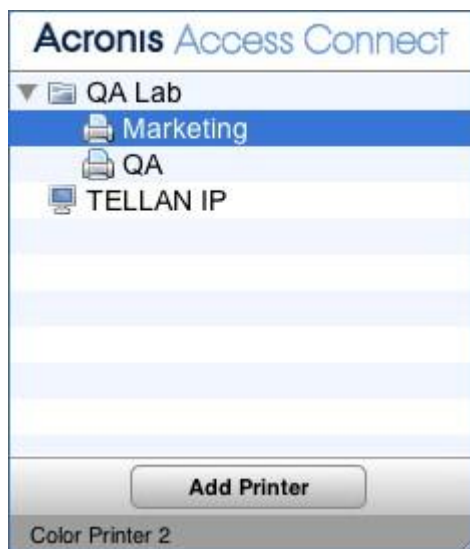 Acronis Access Connect
QA Lab
Marketing
QA
TELLAN IP
Add Printer
Color Printer 2